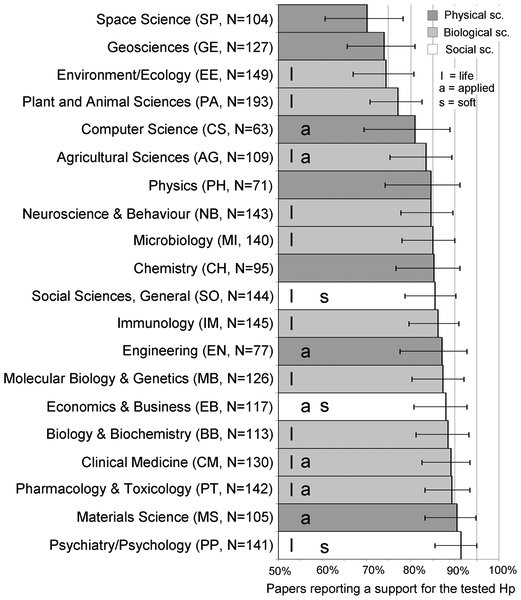 Space Science (SP, N=104)
Physical sc.
Geosciences (GE, N=127)
Biological sc.
Social sc.
Environment/Ecology (EE, N=149)
l
l = life
Plant and Animal Sciences (PA, N=193)
l
a = applied
s = soft
Computer Science (CS, N=63)
a
Agricultural Sciences (AG, N=109)
l a
Physics (PH, N=71)
Neuroscience & Behaviour (NB, N=143)
l
Microbiology (MI, 140)
l
Chemistry (CH, N=95)
Social Sciences, General (SO, N=144)
l s
Immunology (IM, N=145)
l
Engineering (EN, N=77)
a
Molecular Biology & Genetics (MB, N=126)
l
Economics & Business (EB, N=117)
a s
Biology & Biochemistry (BB, N=113)
l
Clinical Medicine (CM, N=130)
l a
Pharmacology & Toxicology (PT, N=142)
l a
Materials Science (MS, N=105)
a
Psychiatry/Psychology (PP, N=141)
l s
50% 60% 70% 80% 90% 100%
Papers reporting a support for the tested Hp